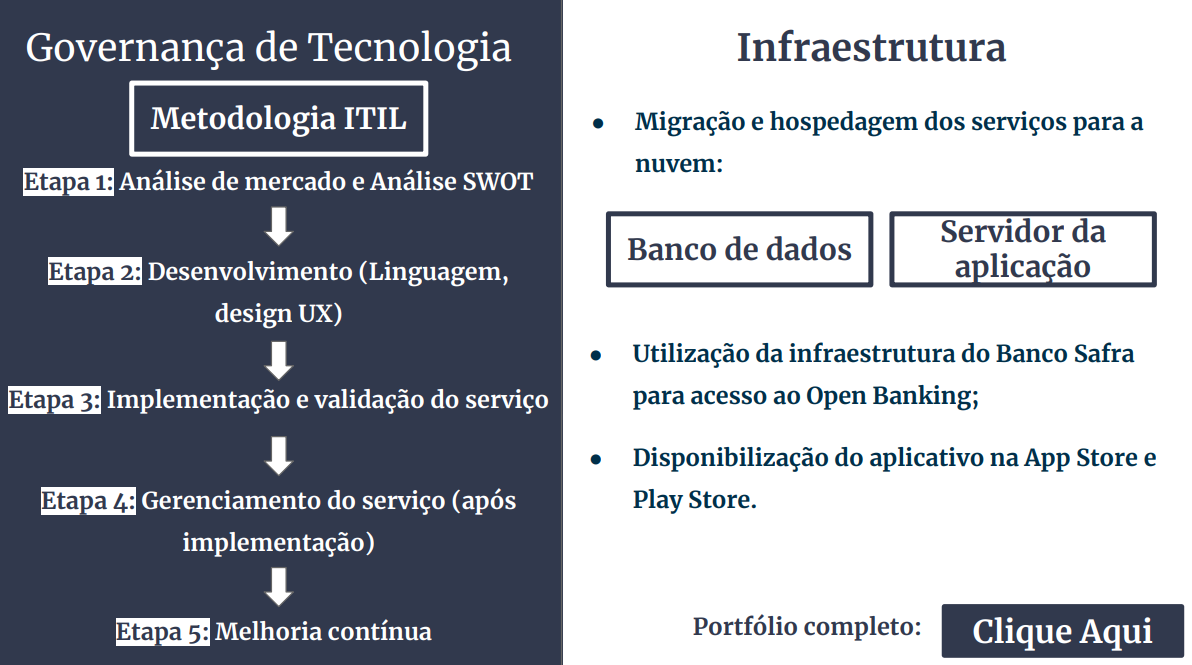 Governança de Tecnologia
Metodologia ITIL
Etapa 1: Análise de mercado e Análise SWOT
Etapa 2: Desenvolvimento (Linguagem,
design UX)
Etapa 3: Implementação e validação do serviço
Etapa 4: Gerenciamento do serviço (após
implementação)
Etapa 5: Melhoria contínua
Infraestrutura
● Migração e hospedagem dos serviços para a
nuvem:
Banco de dados
Servidor da
aplicação
● Utilização da infraestrutura do Banco Safra
para acesso ao Open Banking;
● Disponibilização do aplicativo na App Store e
Play Store.
Portfólio completo:
Clique Aqui